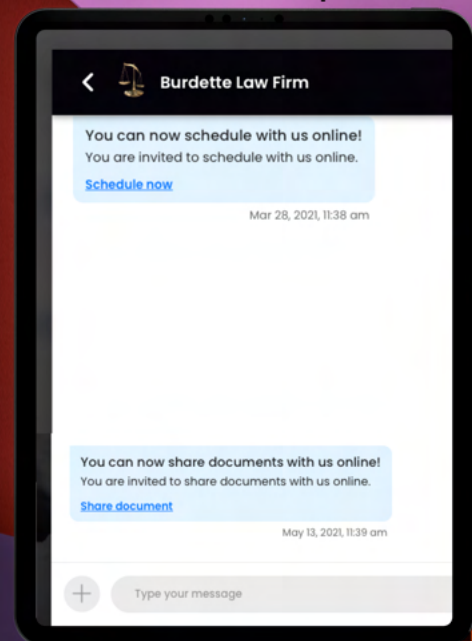 Burdette Law Firm
You can now schedule with us online!
You are invited to schedule with us online.
Schedule now
Mar 28, 2021, 11:38 am
You can now share documents with us online!
You are invited to share documents with us online.
Share document
May 13, 2021, 11:39 am
Type your message